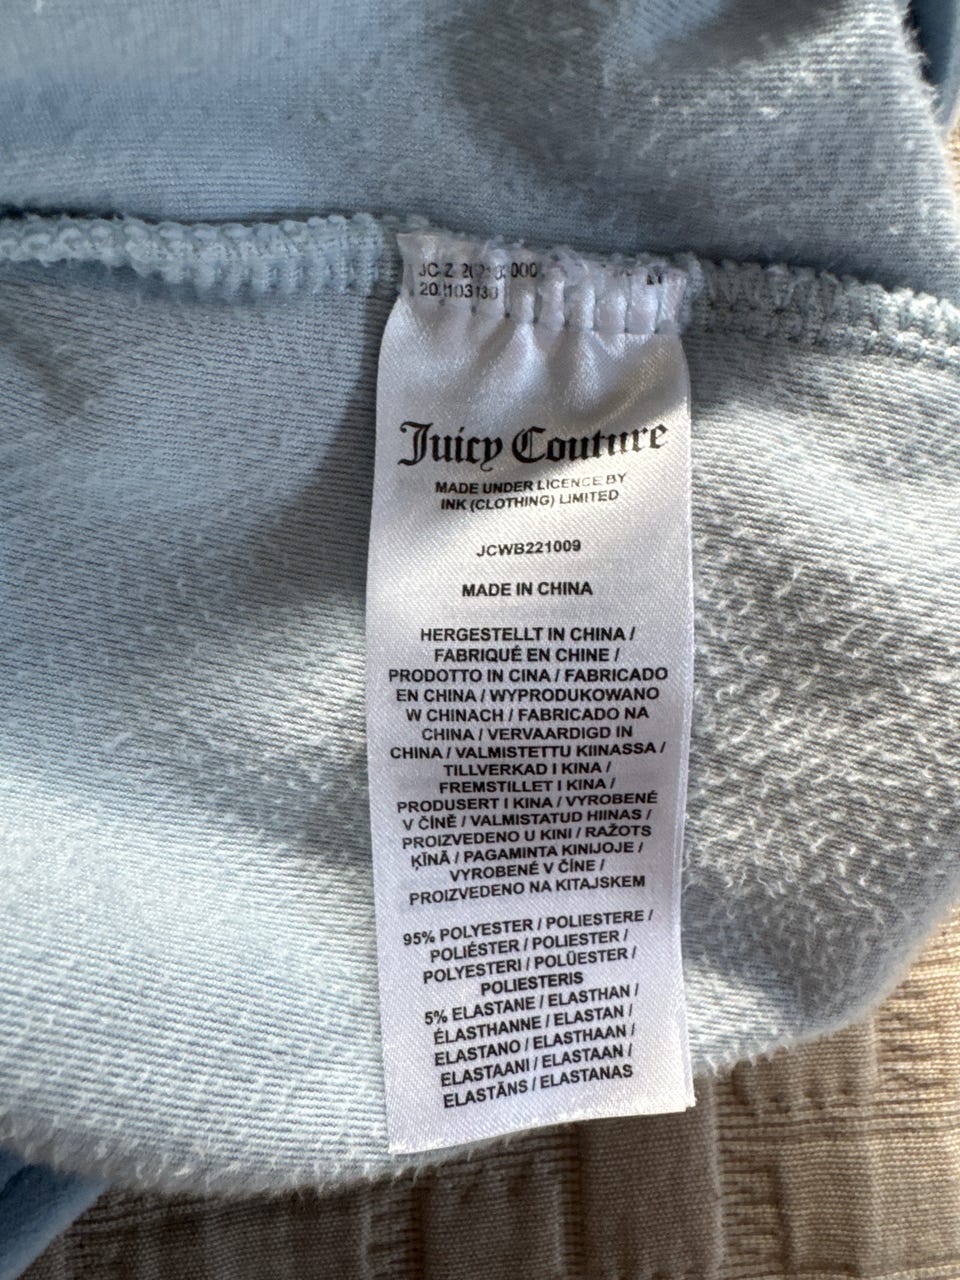 JC Z
Juicy Couture
MADE UNDER LICENCE BY
INK (CLOTHING) LIMITED
JCWB221009
MADE IN CHINA
HERGESTELLT IN CHINA /
FABRIQUÉ EN CHINE /
PRODOTTO IN CINA / FABRICADO
EN CHINA / WYPRODUKOWANO
W CHINACH / FABRICADO NA
CHINA / VERVAARDIGD IN
CHINA / VALMISTETTU KIINASSA /
TILLVERKAD I KINA /
FREMSTILLET I KINA /
PRODUSERT I KINA / VYROBENÉ
V ČÍNĚ / VALMISTATUD HIINAS /
PROIZVEDENO U KINI / RAŽOTS
ĶĪNĀ / PAGAMINTA KINIJOJE /
VYROBENÉ V ČÍNE /
PROIZVEDENO NA KITAJSKEM
95% POLYESTER / POLIESTERE /
POLIÉSTER / POLIESTER /
POLYESTERI / POLÜESTER /
POLIESTERIS
5% ELASTANE / ELASTHAN /
ÉLASTHANNE / ELASTAN /
ELASTANO / ELASTHAAN /
ELASTAANI / ELASTAAN /
ELASTĀNS / ELASTANAS